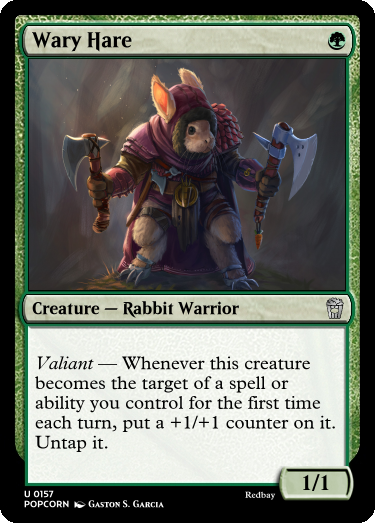 Wary Hare
Creature — Rabbit Warrior
Valiant — Whenever this creature
becomes the target of a spell or
ability you control for the first time
each turn, put a +1/+1 counter on it.
Untap it.
1/1
U 0157
Redbay
POPCORN Gaston S. Garcia